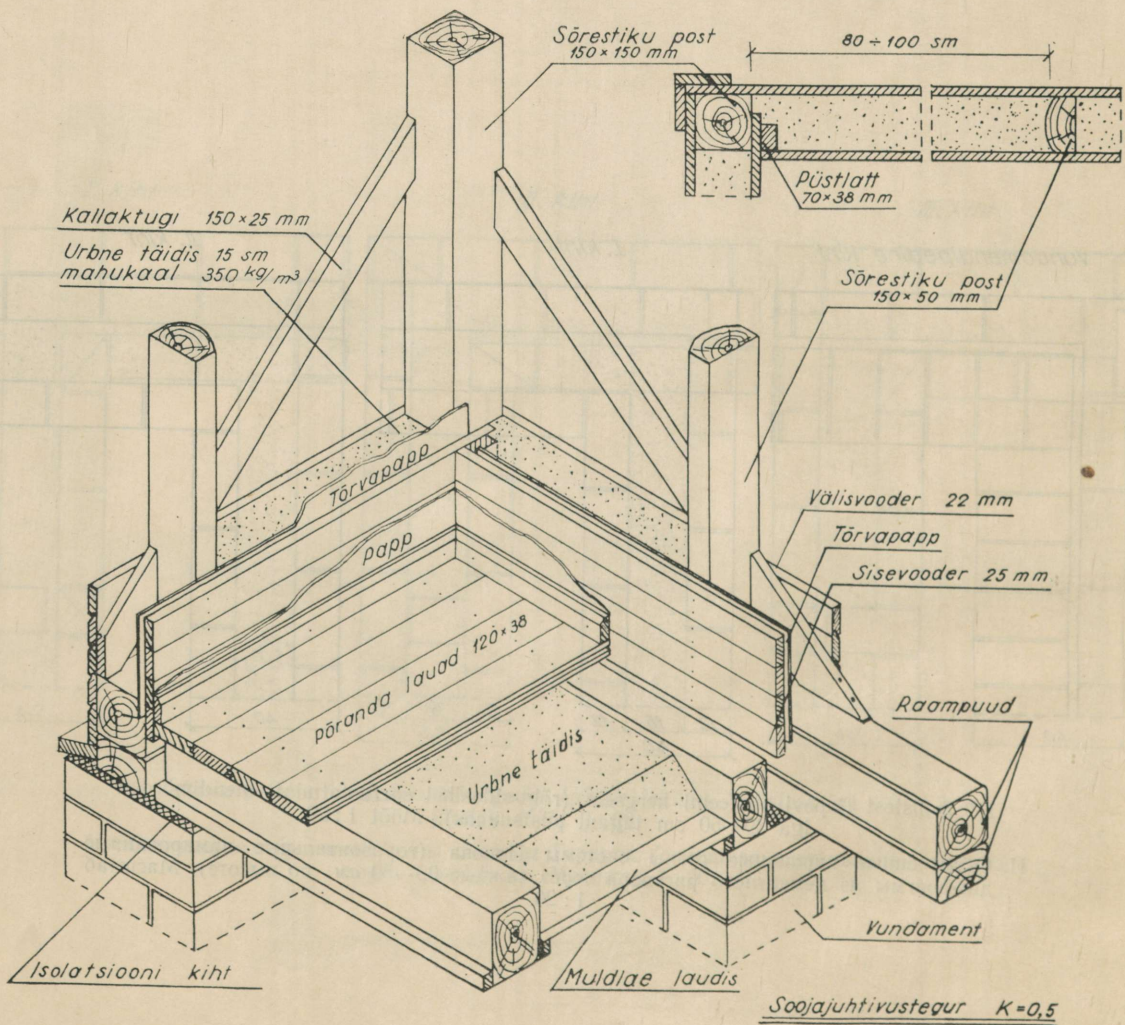 Sõrestiku post
150 × 150 mm
80 ÷ 100 sm
Püstlatt
70 × 38 mm
Kallaktugi 150 × 25 mm
Urbne täidis 15 sm
mahukaal 350 kg/m³
Sõrestiku post
150 × 50 mm
Tõrvapapp
papp
põranda lauad 120×38
Urbne täidis
Välisvooder 22 mm
Tõrvapapp
Sisevooder 25 mm
Raampuud
Vundament
Isolatsiooni kiht
Muldlae laudis
Soojajuhtivustegur K=0,5